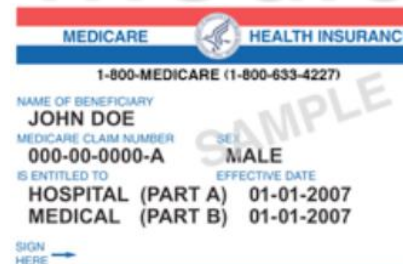 MEDICARE HEALTH INSURANC
1-800-MEDICARE (1-800-633-4227)
NAME OF BENEFICIARY
JOHN DOE
MEDICARE CLAIM NUMBER SEX
000-00-0000-A MALE
IS ENTITLED TO EFFECTIVE DATE
HOSPITAL (PART A) 01-01-2007
MEDICAL (PART B) 01-01-2007
SIGN
HERE
SAMPLE